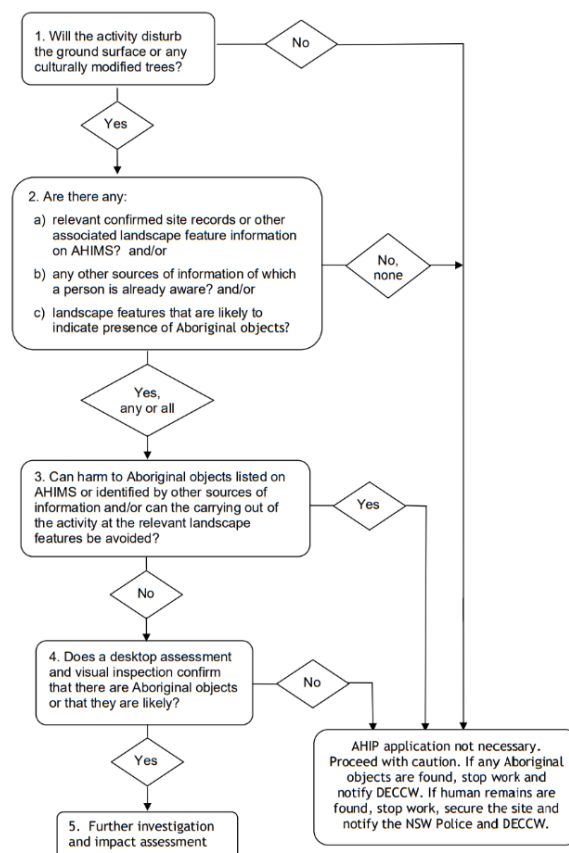 1. Will the activity disturb
the ground surface or any
culturally modified trees?
No
Yes
2. Are there any:
a) relevant confirmed site records or other
associated landscape feature information
on AHIMS? and/or
b) any other sources of information of which
a person is already aware? and/or
c) landscape features that are likely to
indicate presence of Aboriginal objects?
No,
none
Yes,
any or all
3. Can harm to Aboriginal objects listed on
AHIMS or identified by other sources of
information and/or can the carrying out of
the activity at the relevant landscape
features be avoided?
Yes
No
4. Does a desktop assessment
and visual inspection confirm
that there are Aboriginal objects
or that they are likely?
No
Yes
AHIP application not necessary.
Proceed with caution. If any Aboriginal
objects are found, stop work and
notify DECCW. If human remains are
found, stop work, secure the site and
notify the NSW Police and DECCW.
5. Further investigation
and impact assessment